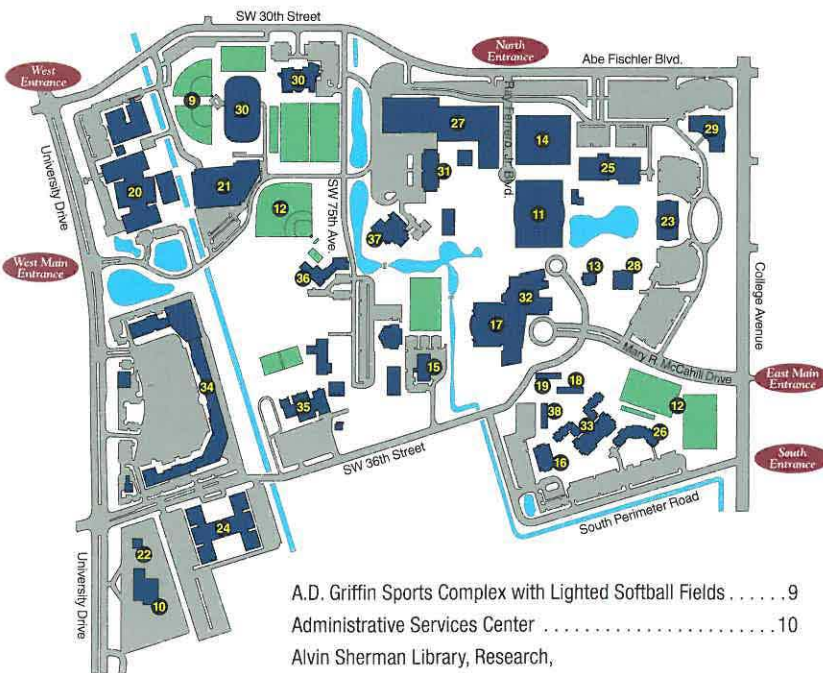 SW 30th Street
North
Entrance
Abe Fischler Blvd.
West
Entrance
9
30
30
27
14
29
University Drive
20
21
31
Ray Ferrero, Jr. Blvd.
25
12
SW 75th Ave.
11
23
37
West Main
Entrance
36
13
28
32
College Avenue
17
Mary R. McCahill Drive
15
East Main
Entrance
34
19
18
12
38
35
33
26
16
SW 36th Street
South
Entrance
South Perimeter Road
24
22
10
University Drive
A.D. Griffin Sports Complex with Lighted Softball Fields ......9
Administrative Services Center ........................10
Alvin Sherman Library, Research,